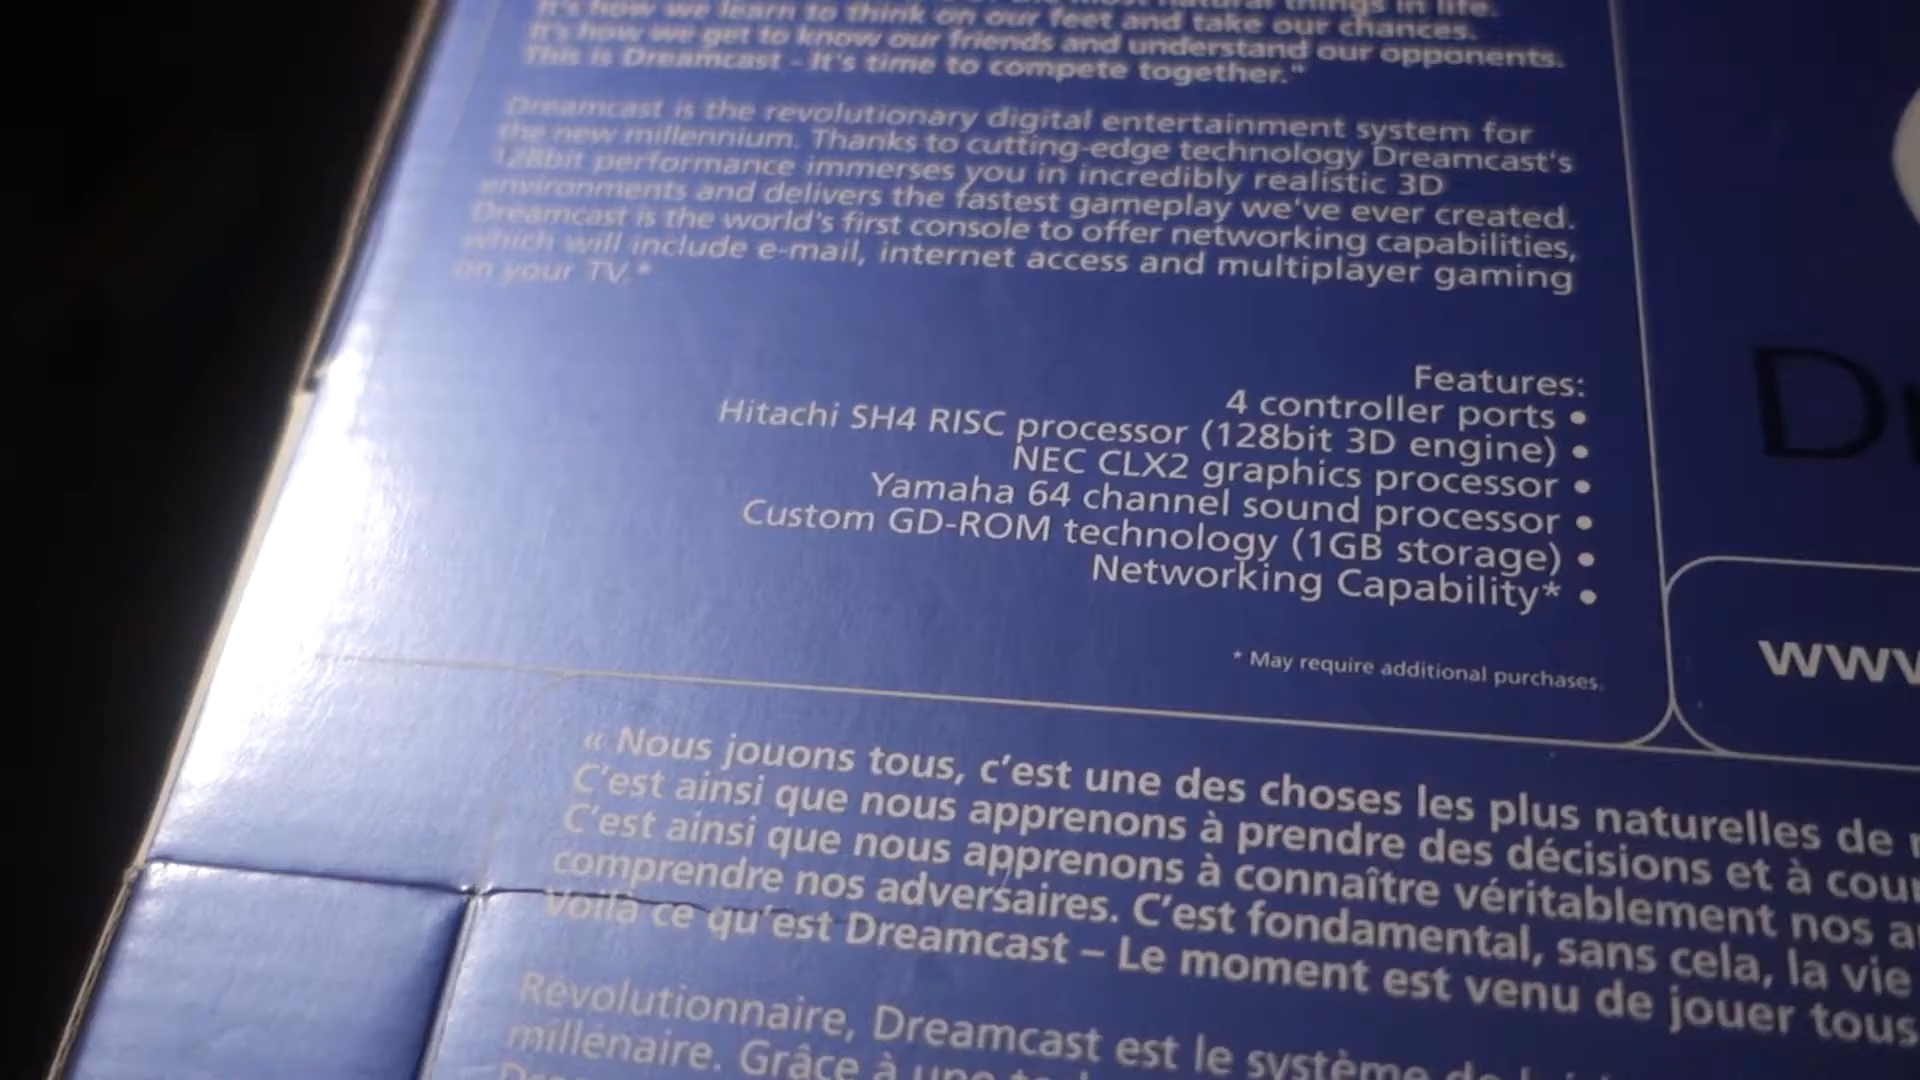 things in life.
It's how we learn to think on our feet and take our chances.
It's how we get to know our friends and understand our opponents.
This is Dreamcast - It's time to compete together."
Dreamcast is the revolutionary digital entertainment system for
the new millennium. Thanks to cutting-edge technology Dreamcast's
128bit performance immerses you in incredibly realistic 3D
environments and delivers the fastest gameplay we've ever created.
Dreamcast is the world's first console to offer networking capabilities,
which will include e-mail, internet access and multiplayer gaming
on your TV.*
Features:
4 controller ports •
Hitachi SH4 RISC processor (128bit 3D engine) •
NEC CLX2 graphics processor •
Yamaha 64 channel sound processor •
Custom GD-ROM technology (1GB storage) •
Networking Capability* •
* May require additional purchases.
« Nous jouons tous, c’est une des choses les plus naturelles de
C’est ainsi que nous apprenons à prendre des décisions et à
C’est ainsi que nous apprenons à connaître véritablement nos
comprendre nos adversaires. C’est fondamental, sans cela, la vie
Voilà ce qu’est Dreamcast – Le moment est venu de jouer tous
Révolutionnaire, Dreamcast est le système de
millénaire. Grâce à une
www